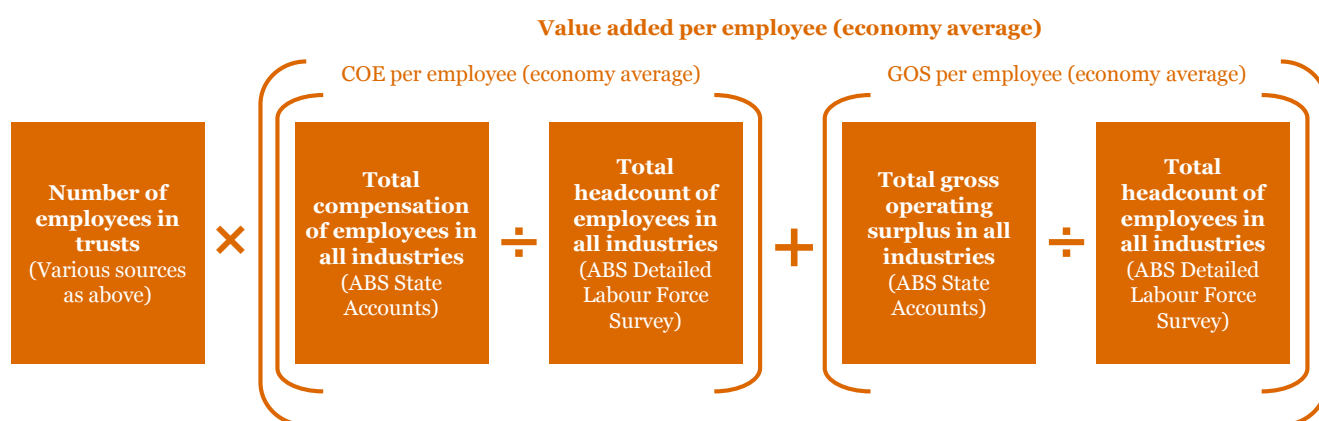 Value added per employee (economy average)
COE per employee (economy average)
GOS per employee (economy average)
Number of
employees in
trusts
(Various sources
as above)
×
Total
compensation
of employees in
all industries
(ABS State
Accounts)
÷
Total
headcount of
employees in
all industries
(ABS Detailed
Labour Force
Survey)
+
Total gross
operating
surplus in all
industries
(ABS State
Accounts)
÷
Total
headcount of
employees in
all industries
(ABS Detailed
Labour Force
Survey)